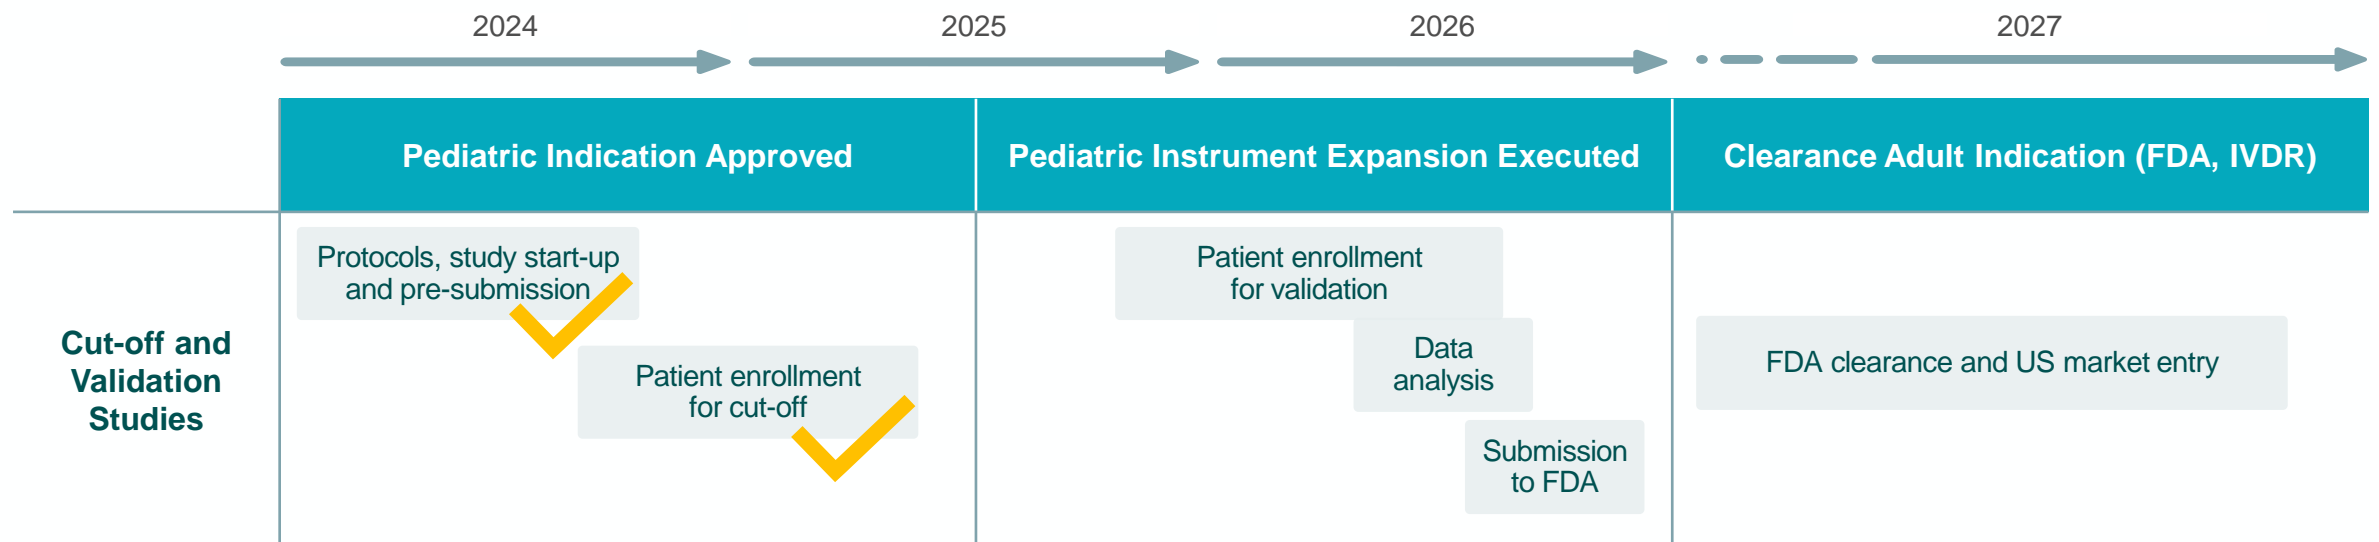 2024
2025
2026
2027
Pediatric Indication Approved
Pediatric Instrument Expansion Executed
Clearance Adult Indication (FDA, IVDR)
Cut-off and
Validation
Studies
Protocols, study start-up
and pre-submission
Patient enrollment
for cut-off
Patient enrollment
for validation
Data
analysis
Submission
to FDA
FDA clearance and US market entry